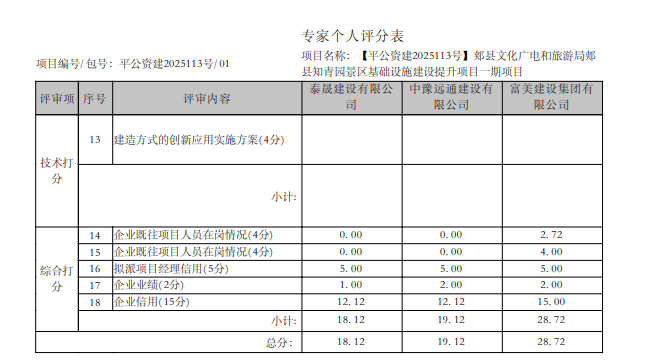 专家个人评分表
项目编号/包号：平公资建2025113号/01
项目名称：【平公资建2025113号】郏县文化广电和旅游局郏
县知青园景区基础设施建设提升项目一期项目
评审项 序号 评审内容 泰晟建设有限公司 中豫远通建设有限公司 富美建设集团有限公司
技术打分
13 建造方式的创新应用实施方案(4分)
小计：
综合打分
14 企业既往项目人员在岗情况(4分) 0.00 0.00 2.72
15 企业既往项目人员在岗情况(4分) 0.00 0.00 4.00
16 拟派项目经理信用(5分) 5.00 5.00 5.00
17 企业业绩(2分) 1.00 2.00 2.00
18 企业信用(15分) 12.12 12.12 15.00
小计： 18.12 19.12 28.72
总分： 18.12 19.12 28.72